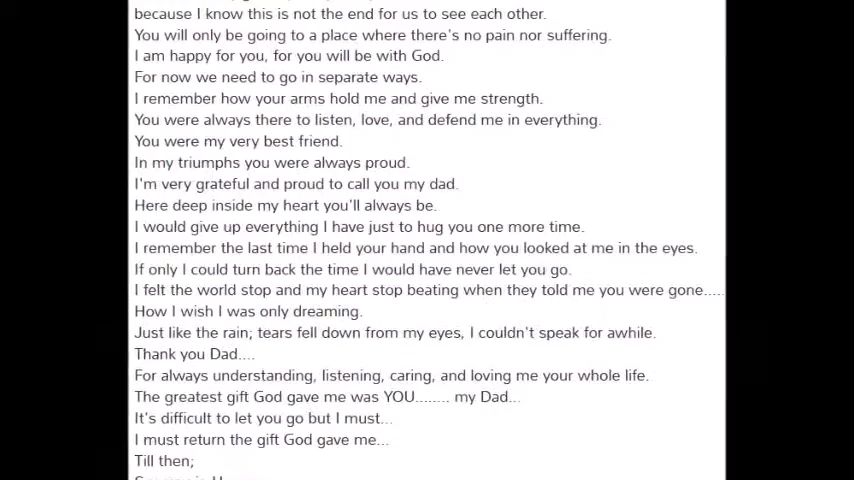 because I know this is not the end for us to see each other.
You will only be going to a place where there's no pain nor suffering.
I am happy for you, for you will be with God.
For now we need to go in separate ways.
I remember how your arms hold me and give me strength.
You were always there to listen, love, and defend me in everything.
You were my very best friend.
In my triumphs you were always proud.
I'm very grateful and proud to call you my dad.
Here deep inside my heart you'll always be.
I would give up everything I have just to hug you one more time.
I remember the last time I held your hand and how you looked at me in the eyes.
If only I could turn back the time I would have never let you go.
I felt the world stop and my heart stop beating when they told me you were gone.....
How I wish I was only dreaming.
Just like the rain; tears fell down from my eyes, I couldn't speak for awhile.
Thank you Dad....
For always understanding, listening, caring, and loving me your whole life.
The greatest gift God gave me was YOU........ my Dad...
It's difficult to let you go but I must...
I must return the gift God gave me...
Till then;